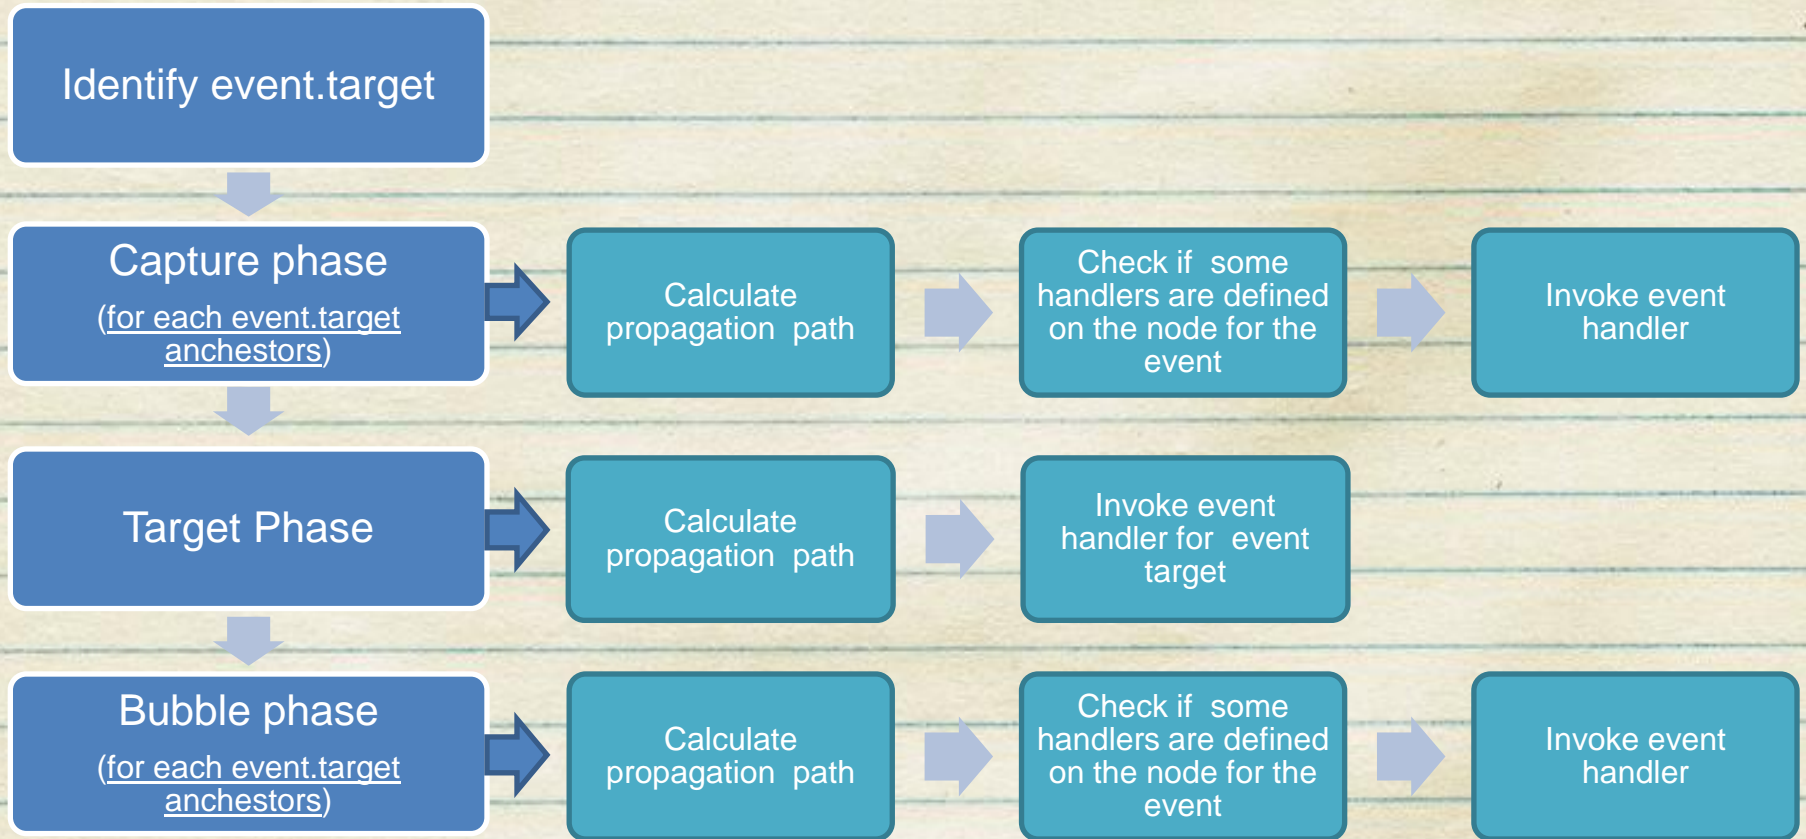 Identify event.target
Capture phase
(for each event.target
anchestors)
Calculate
propagation path
Check if some
handlers are defined
on the node for the
event
Invoke event
handler
Target Phase
Calculate
propagation path
Invoke event
handler for event
target
Bubble phase
(for each event.target
anchestors)
Calculate
propagation path
Check if some
handlers are defined
on the node for the
event
Invoke event
handler